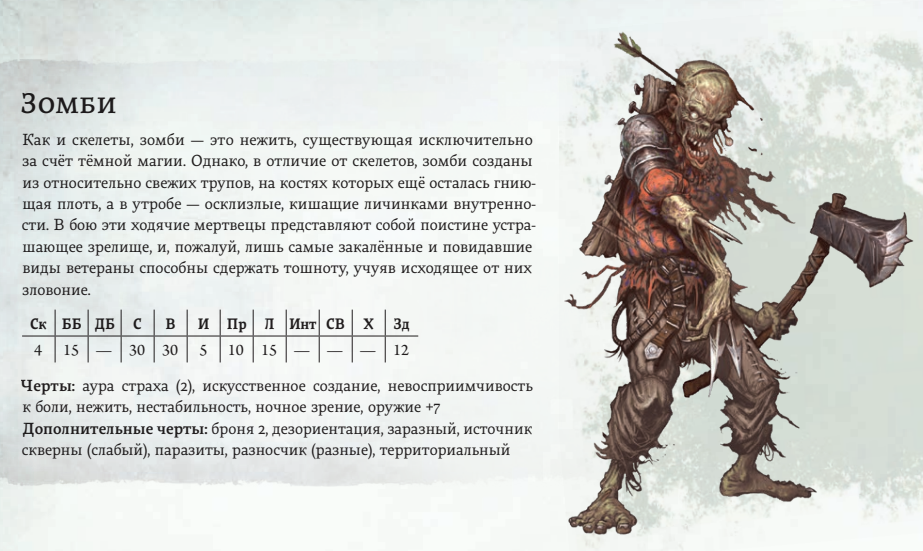 Зомби
Как и скелеты, зомби — это нежить, существующая исключительно
за счёт тёмной магии. Однако, в отличие от скелетов, зомби созданы
из относительно свежих трупов, на костях которых ещё осталась гнию-
щая плоть, а в утробе — осклизлые, кишащие личинками внутренно-
сти. В бою эти ходячие мертвецы представляют собой поистине устра-
шающее зрелище, и, пожалуй, лишь самые закалённые и повидавшие
виды ветераны способны сдержать тошноту, учуяв исходящее от них
зловоние.
Ск ББ ДБ С В И Пр Л Инт СВ Х Зд
4 15 — 30 30 5 10 15 — — — 12
Черты: аура страха (2), искусственное создание, невосприимчивость
к боли, нежить, нестабильность, ночное зрение, оружие +7
Дополнительные черты: броня 2, дезориентация, заразный, источник
скверны (слабый), паразиты, разносчик (разные), территориальный